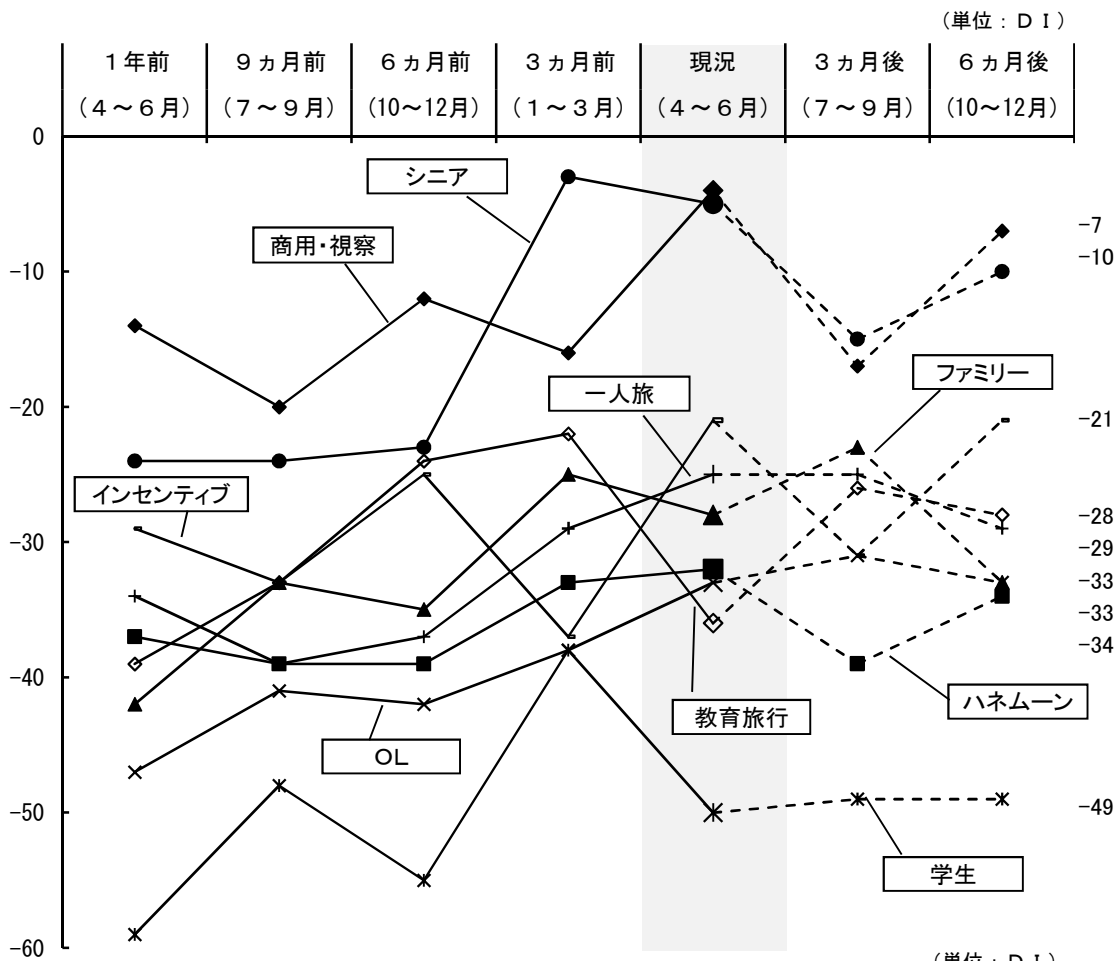 (単位：ＤＩ)
１年前 ９ヵ月前 ６ヵ月前 ３ヵ月前 現況 ３ヵ月後 ６ヵ月後
(４～６月) (７～９月) (10～12月) (１～３月) (４～６月) (７～９月) (10～12月)
0
シニア
商用・視察
-7
-10
-10
一人旅
ファミリー
-20
-21
インセンティブ
-28
-30
-29
-33
-33
-34
-40
ハネムーン
教育旅行
ＯＬ
-50
-49
学生
-60
(単位：ＤＩ)